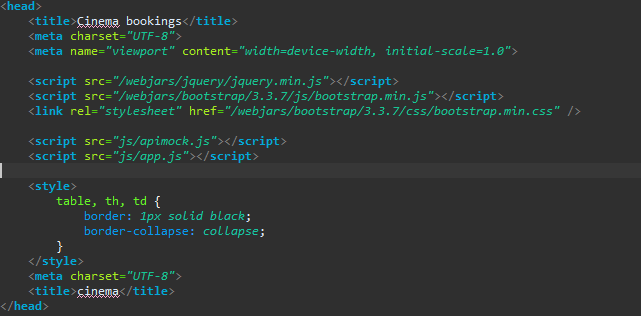 <head>
    <title>Cinema bookings</title>
    <meta charset="UTF-8">
    <meta name="viewport" content="width=device-width, initial-scale=1.0">
    <script src="/webjars/jquery/jquery.min.js"></script>
    <script src="/webjars/bootstrap/3.3.7/js/bootstrap.min.js"></script>
    <link rel="stylesheet" href="/webjars/bootstrap/3.3.7/css/bootstrap.min.css" />
    <script src="js/apimock.js"></script>
    <script src="js/app.js"></script>
    <style>
        table, th, td {
            border: 1px solid black;
            border-collapse: collapse;
        }
    </style>
    <meta charset="UTF-8">
    <title>cinema</title>
</head>